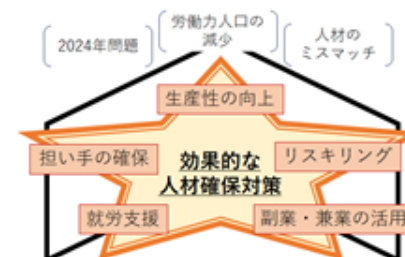 2024年問題
労働力人口の
減少
人材の
ミスマッチ
生産性の向上
担い手の確保
効果的な
人材確保対策
リスキリング
就労支援
副業・兼業の活用